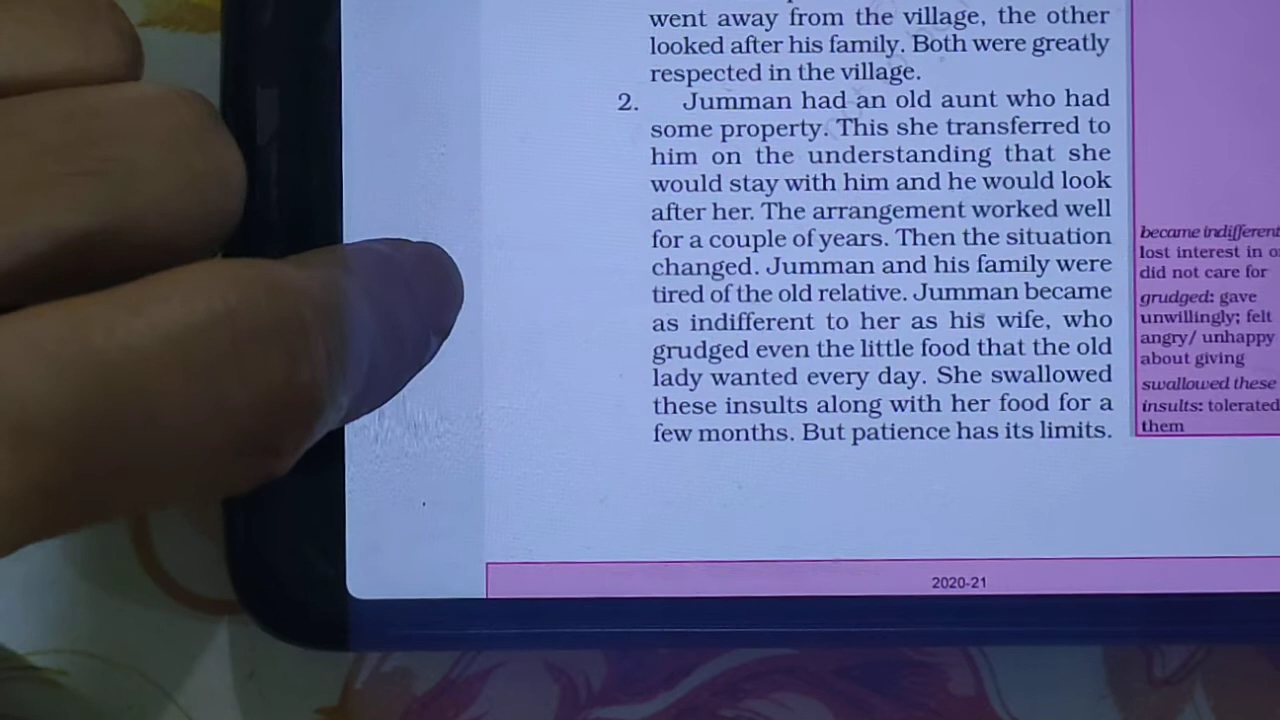 went away from the village, the other
looked after his family. Both were greatly
respected in the village.
2. Jumman had an old aunt who had
some property. This she transferred to
him on the understanding that she
would stay with him and he would look
after her. The arrangement worked well
for a couple of years. Then the situation
changed. Jumman and his family were
tired of the old relative. Jumman became
as indifferent to her as his wife, who
grudged even the little food that the old
lady wanted every day. She swallowed
these insults along with her food for a
few months. But patience has its limits.
became indifferent
lost interest in
did not care for
grudged: gave
unwillingly; felt
angry/ unhappy
about giving
swallowed these
insults: tolerated
them
2020-21